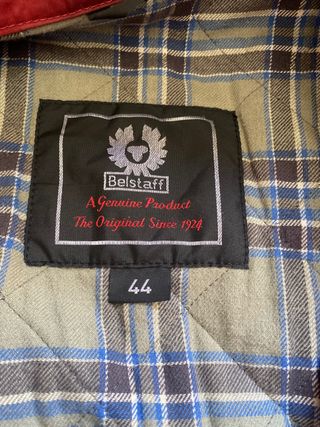 Belstaff
A Genuine Product
The Original Since 1924
44